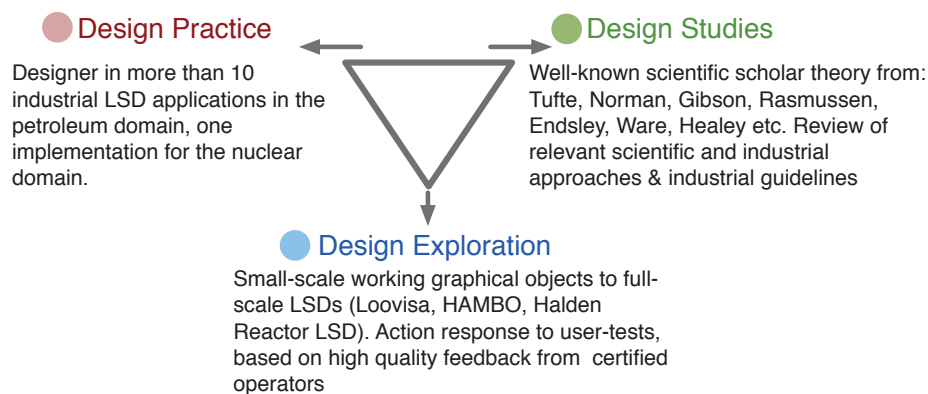 Design Practice
Designer in more than 10
industrial LSD applications in the
petroleum domain, one
implementation for the nuclear
domain.
Design Studies
Well-known scientific scholar theory from:
Tufte, Norman, Gibson, Rasmussen,
Endsley, Ware, Healey etc. Review of
relevant scientific and industrial
approaches & industrial guidelines
Design Exploration
Small-scale working graphical objects to full-
scale LSDs (Loovisa, HAMBO, Halden
Reactor LSD). Action response to user-tests,
based on high quality feedback from certified
operators